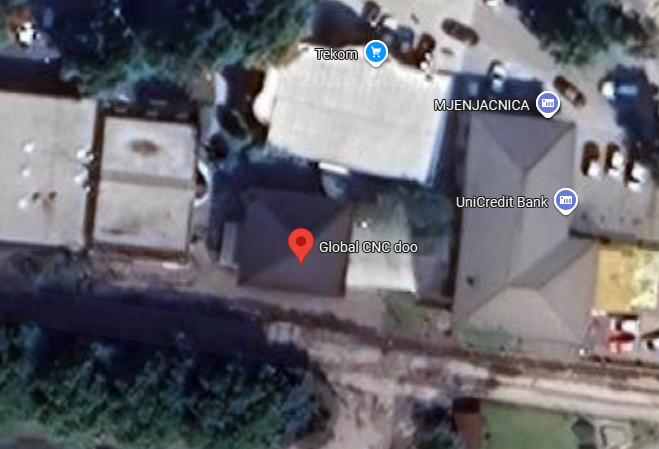 Tekom
MJENJACNICA
UniCredit Bank
Global CNC doo